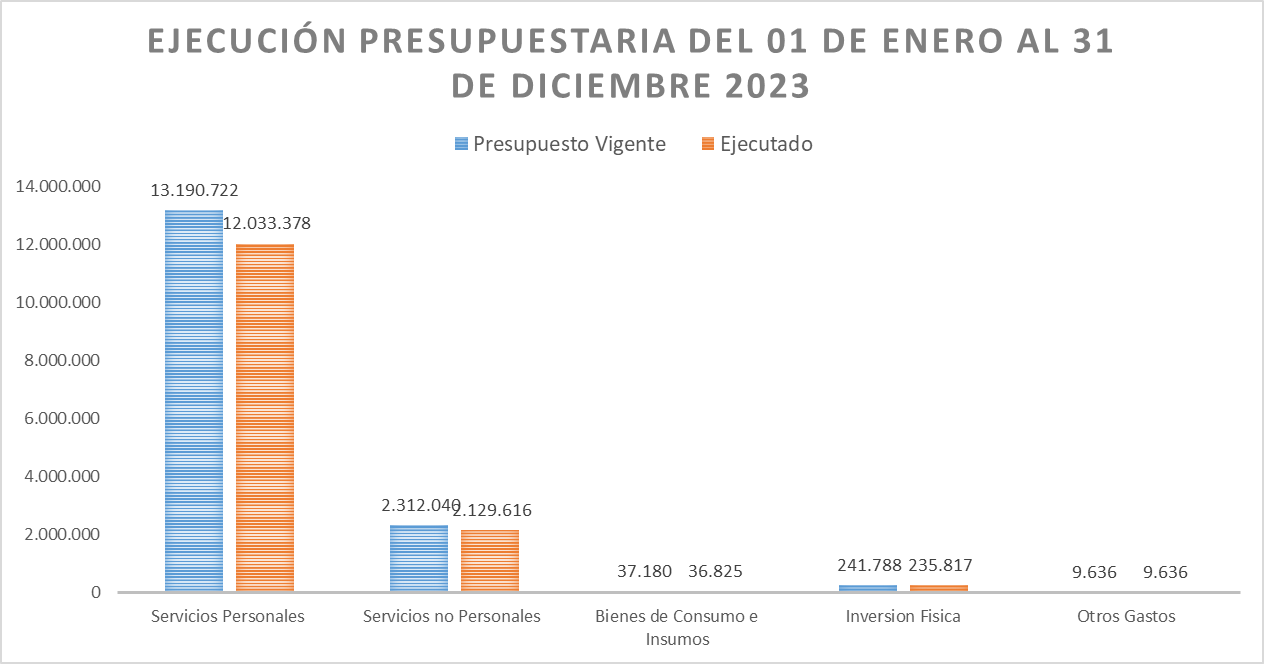 EJECUCIÓN PRESUPUESTARIA DEL 01 DE ENERO AL 31
DE DICIEMBRE 2023
Presupuesto Vigente Ejecutado
14.000.000
12.000.000
10.000.000
8.000.000
6.000.000
4.000.000
2.000.000
0
13.190.722
12.033.378
2.312.040
2.129.616
37.180
36.825
241.788
235.817
9.636
9.636
Servicios Personales
Servicios no Personales
Bienes de Consumo e
Insumos
Inversion Fisica
Otros Gastos